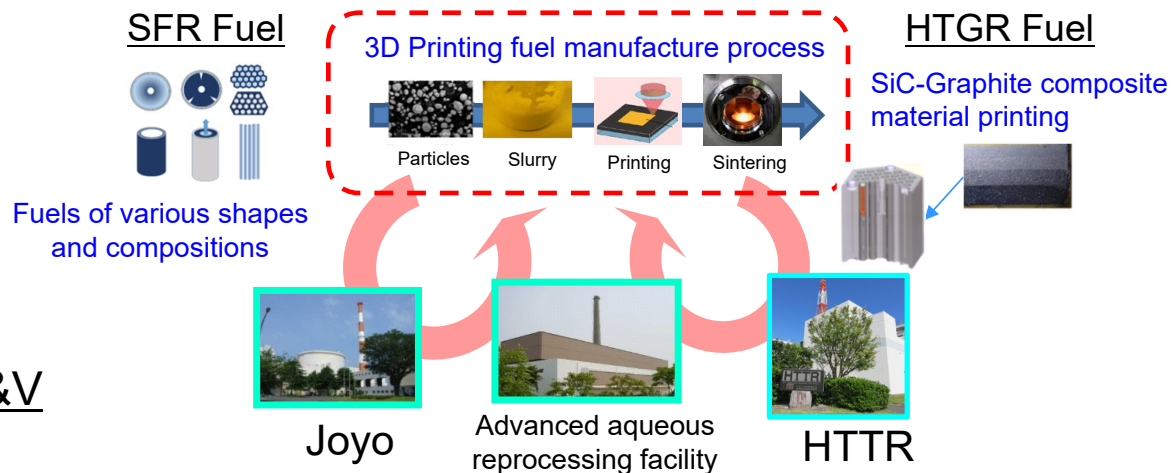 SFR Fuel
3D Printing fuel manufacture process
HTGR Fuel
SiC-Graphite composite
material printing
Particles
Slurry
Printing
Sintering
Fuels of various shapes
and compositions
&V
Joyo
Advanced aqueous
reprocessing facility
HTTR
HTTR